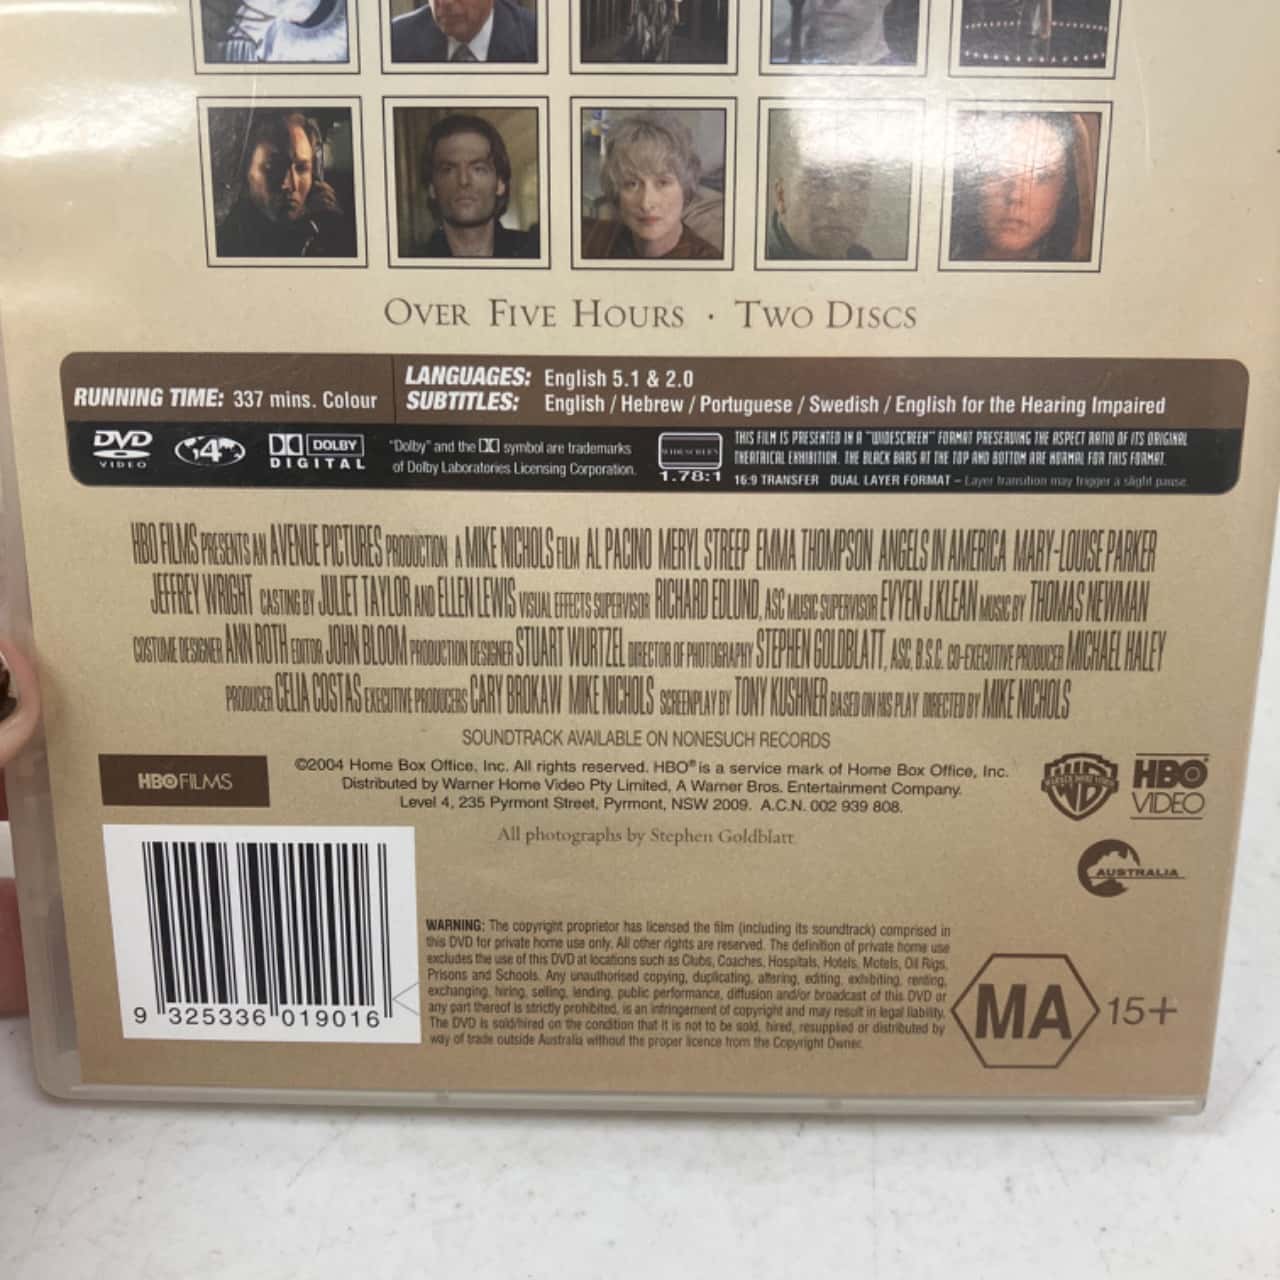 OVER FIVE HOURS · TWO DISCS
RUNNING TIME: 337 mins. Colour
LANGUAGES: English 5.1 & 2.0
SUBTITLES: English / Hebrew / Portuguese / Swedish / English for the Hearing Impaired
DVD
VIDEO
4
DOLBY
DIGITAL
"Dolby" and the symbol are trademarks
of Dolby Laboratories Licensing Corporation.
WIDESCREEN
1.78:1
THIS FILM IS PRESENTED IN A "WIDESCREEN" FORMAT PRESERVING THE ASPECT RATIO OF ITS ORIGINAL
THEATRICAL EXHIBITION. THE BLACK BARS AT THE TOP AND BOTTOM ARE NORMAL FOR THIS FORMAT.
16:9 TRANSFER DUAL LAYER FORMAT – Layer transition may trigger a slight pause.
HBO FILMS PRESENTS AN AVENUE PICTURES PRODUCTION A MIKE NICHOLS FILM AL PACINO MERYL STREEP EMMA THOMPSON ANGELS IN AMERICA MARY-LOUISE PARKER
JEFFREY WRIGHT CASTING BY JULIET TAYLOR AND ELLEN LEWIS VISUAL EFFECTS SUPERVISOR RICHARD EDLUND, ASC MUSIC SUPERVISOR EVYEN J KLEAN MUSIC BY THOMAS NEWMAN
COSTUME DESIGNER ANN ROTH EDITOR JOHN BLOOM PRODUCTION DESIGNER STUART WURTZEL DIRECTOR OF PHOTOGRAPHY STEPHEN GOLDBLATT, ASC, B.S.C. CO-EXECUTIVE PRODUCER MICHAEL HALEY
PRODUCER CELIA COSTAS EXECUTIVE PRODUCERS CARY BROKAW MIKE NICHOLS SCREENPLAY BY TONY KUSHNER BASED ON HIS PLAY DIRECTED BY MIKE NICHOLS
SOUNDTRACK AVAILABLE ON NONESUCH RECORDS
HBO FILMS
©2004 Home Box Office, Inc. All rights reserved. HBO® is a service mark of Home Box Office, Inc.
Distributed by Warner Home Video Pty Limited, A Warner Bros. Entertainment Company.
Level 4, 235 Pyrmont Street, Pyrmont, NSW 2009. A.C.N. 002 939 808.
All photographs by Stephen Goldblatt
WARNER HOME VIDEO
HBO®
VIDEO
AUSTRALIA
9 325336 019016
WARNING: The copyright proprietor has licensed the film (including its soundtrack) comprised in
this DVD for private home use only. All other rights are reserved. The definition of private home use
excludes the use of this DVD at locations such as Clubs, Coaches, Hospitals, Hotels, Motels, Oil Rigs,
Prisons and Schools. Any unauthorised copying, duplicating, altering, editing, exhibiting, renting,
exchanging, hiring, selling, lending, public performance, diffusion and/or broadcast of this DVD or
any part thereof is strictly prohibited, is an infringement of copyright and may result in legal liability.
The DVD is sold/hired on the condition that it is not to be sold, hired, resupplied or distributed by
way of trade outside Australia without the proper licence from the Copyright Owner.
MA 15+